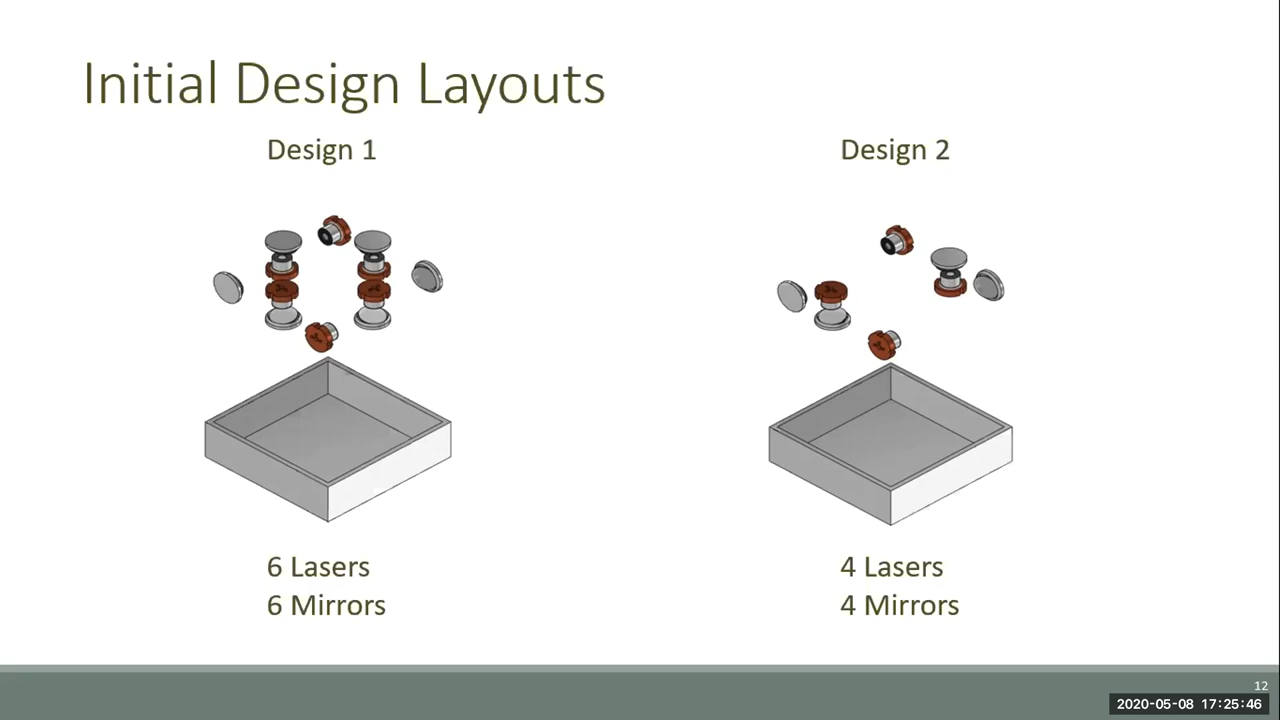 Initial Design Layouts
Design 1
Design 2
6 Lasers
6 Mirrors
4 Lasers
4 Mirrors
12
2020-05-08 17:25:46